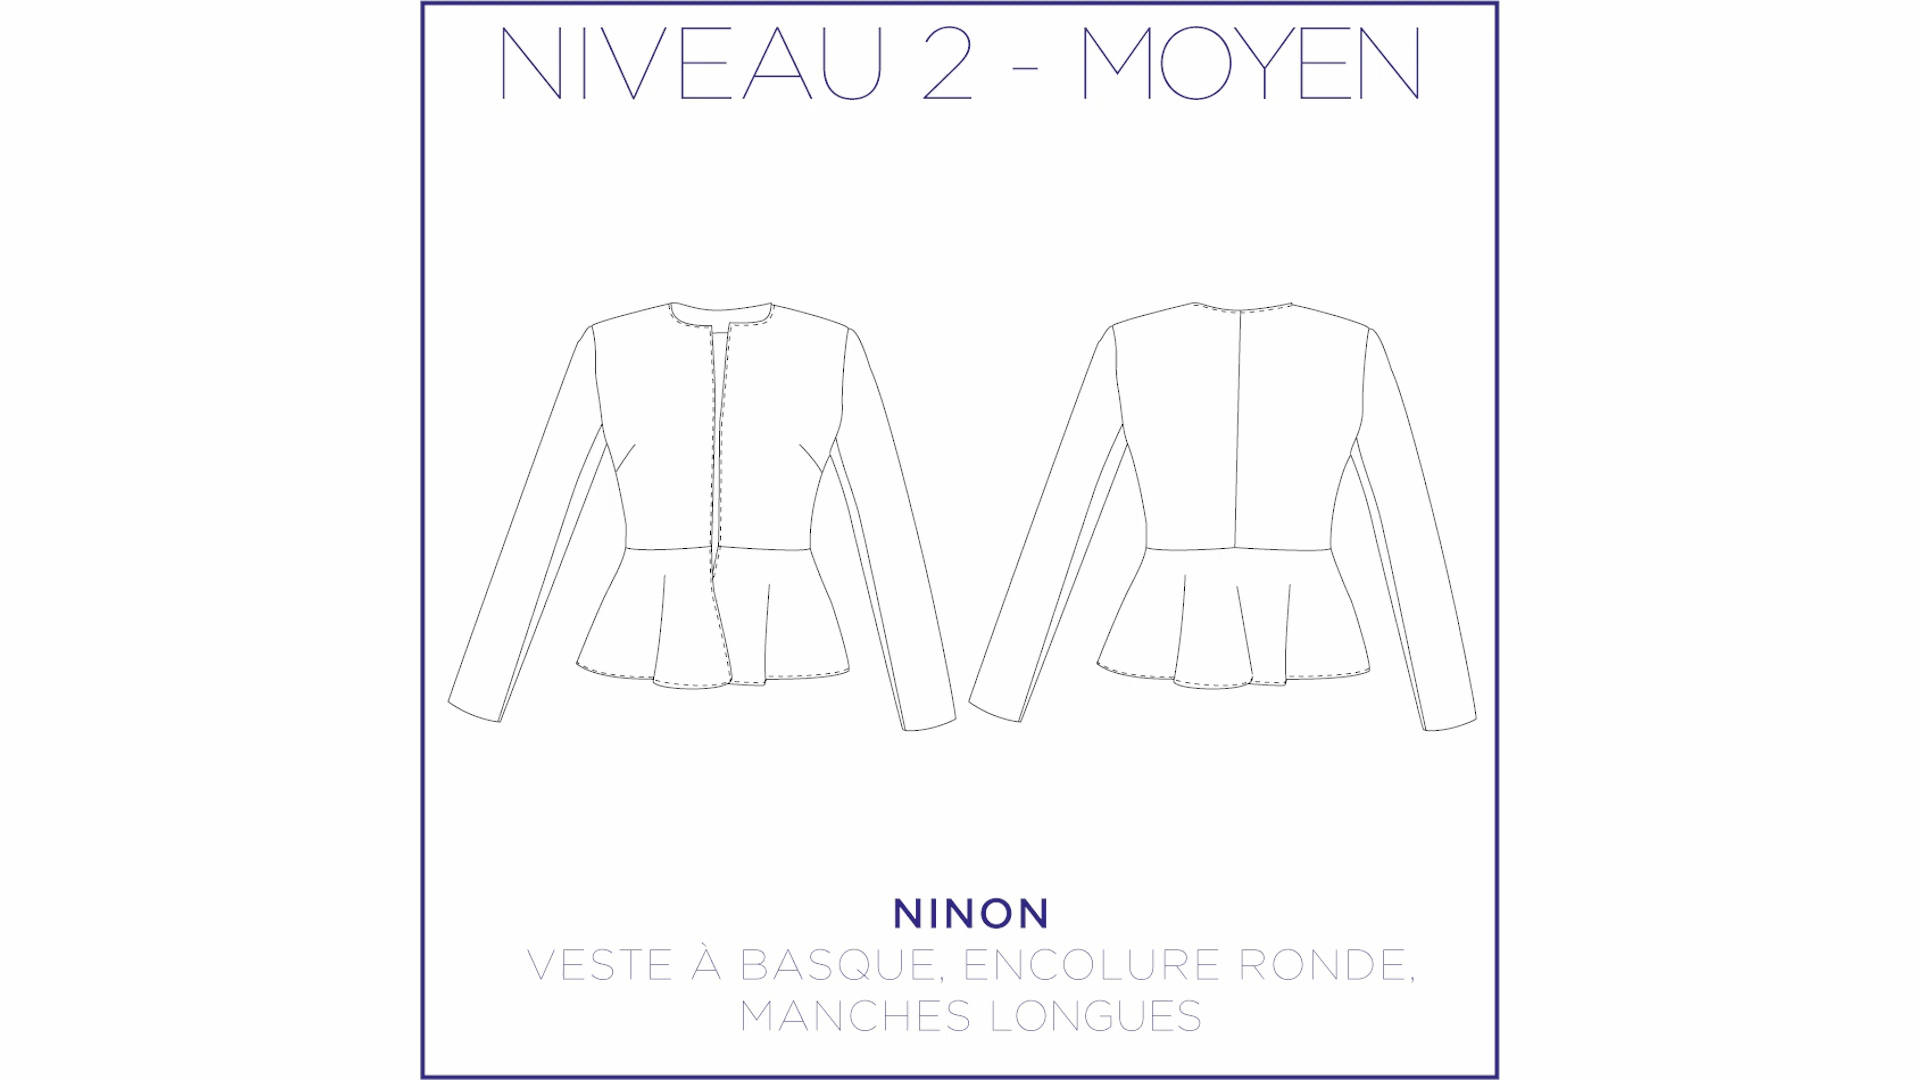 NIVEAU 2 - MOYEN
NINON
VESTE À BASQUE, ENCOLURE RONDE,
MANCHES LONGUES